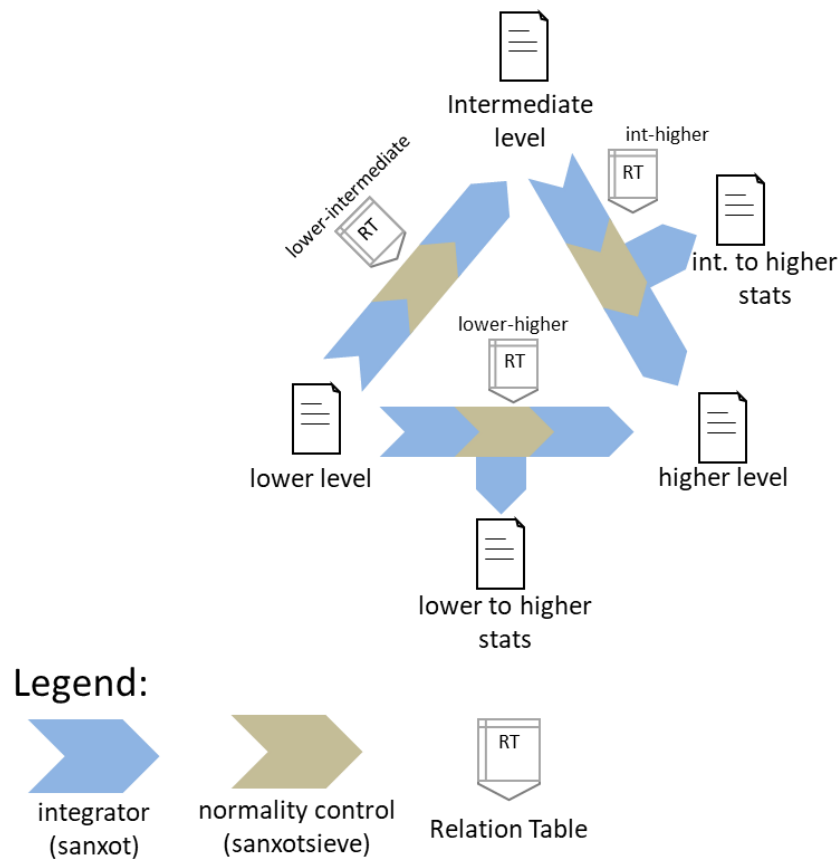 Intermediate
level
int-higher
RT
lower-intermediate
RT
int. to higher
stats
lower-higher
RT
lower level
higher level
lower to higher
stats
Legend:
RT
integrator
(sanxot)
normality control
(sanxotsieve)
Relation Table